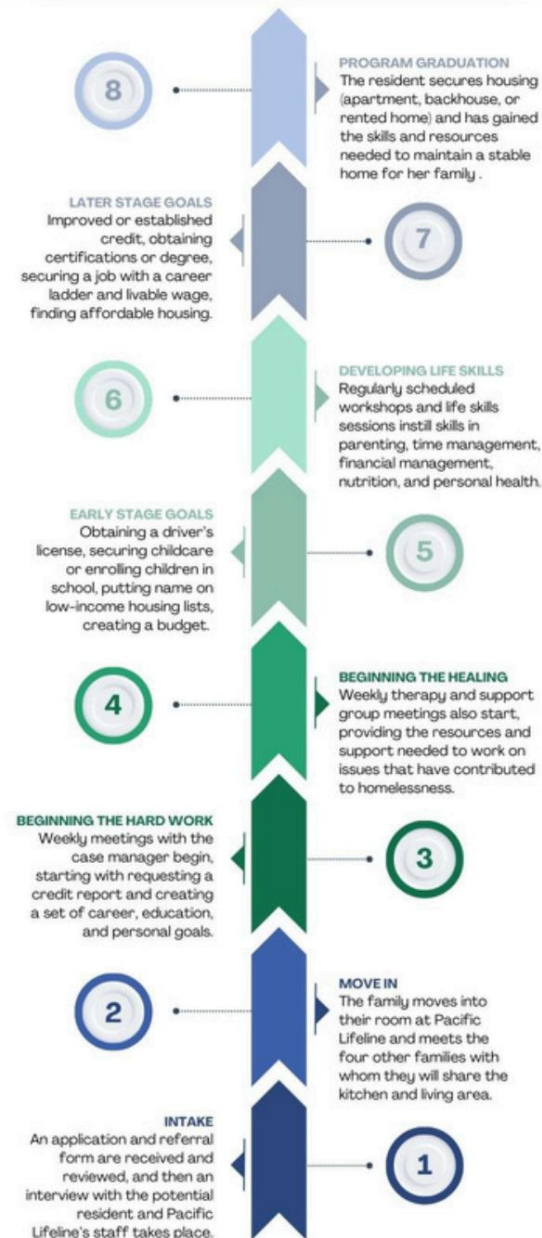 8
PROGRAM GRADUATION
The resident secures housing
(apartment, backhouse, or
rented home) and has gained
the skills and resources
needed to maintain a stable
home for her family .
LATER STAGE GOALS
Improved or established
credit, obtaining
certifications or degree,
securing a job with a career
ladder and livable wage,
finding affordable housing.
7
6
DEVELOPING LIFE SKILLS
Regularly scheduled
workshops and life skills
sessions instill skills in
parenting, time management,
financial management,
nutrition, and personal health.
EARLY STAGE GOALS
Obtaining a driver's
license, securing childcare
or enrolling children in
school, putting name on
low-income housing lists,
creating a budget.
5
4
BEGINNING THE HEALING
Weekly therapy and support
group meetings also start,
providing the resources and
support needed to work on
issues that have contributed
to homelessness.
BEGINNING THE HARD WORK
Weekly meetings with the
case manager begin,
starting with requesting a
credit report and creating
a set of career, education,
and personal goals.
3
2
MOVE IN
The family moves into
their room at Pacific
Lifeline and meets the
four other families with
whom they will share the
kitchen and living area.
INTAKE
An application and referral
form are received and
reviewed, and then an
interview with the potential
resident and Pacific
Lifeline's staff takes place.
1